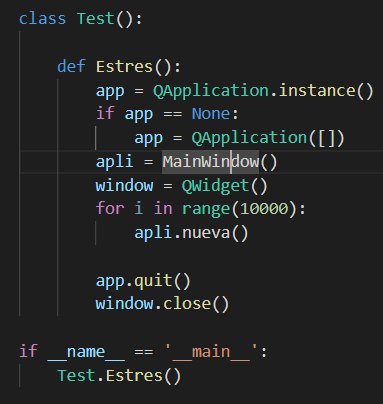 class Test():
    def Estres():
        app = QApplication.instance()
        if app == None:
            app = QApplication([])
        apli = MainWindow()
        window = QWidget()
        for i in range(10000):
            apli.nueva()
        app.quit()
        window.close()
if __name__ == '__main__':
    Test.Estres()